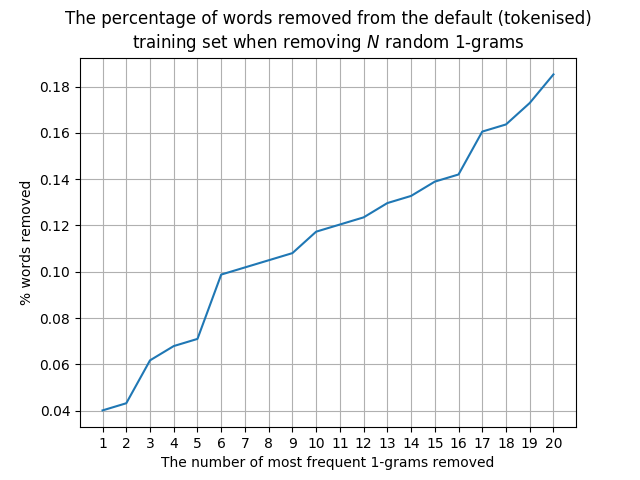 The percentage of words removed from the default (tokenised)
training set when removing N random 1-grams
% words removed
0.18
0.16
0.14
0.12
0.10
0.08
0.06
0.04
1 2 3 4 5 6 7 8 9 10 11 12 13 14 15 16 17 18 19 20
The number of most frequent 1-grams removed